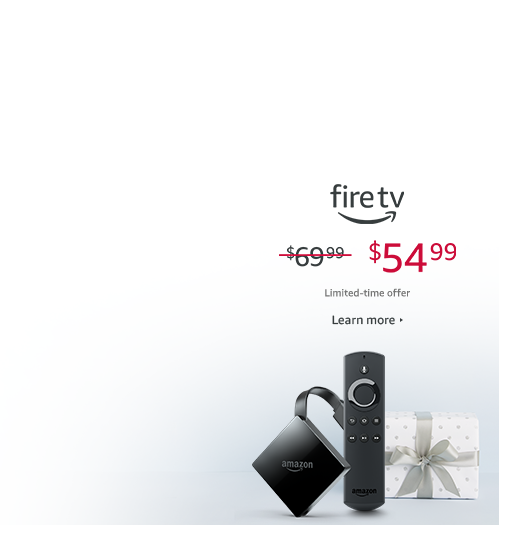 fire tv
$69.99 $54.99
Limited-time offer
Learn more ▸
amazon
amazon